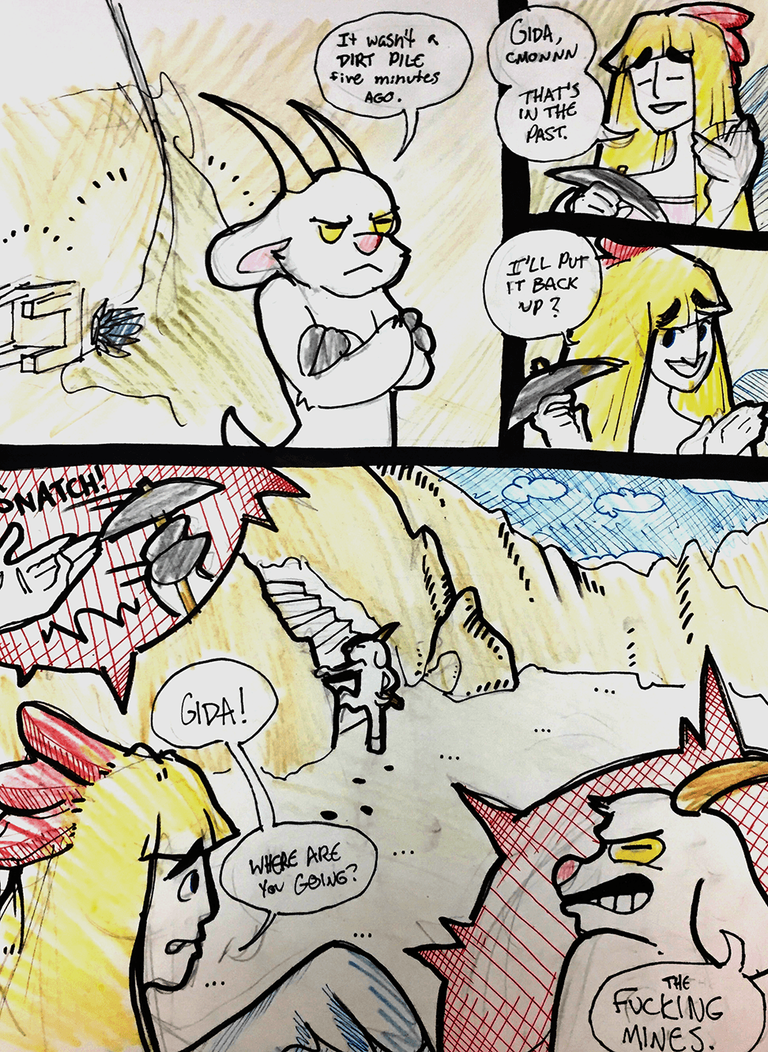 It wasn't a
DIRT PILE
five minutes
AGO.
GIDA,
CMONNN
THAT'S
IN THE
PAST.
I'LL PUT
IT BACK
UP?
SNATCH!
GIDA!
WHERE ARE
You GOING?
THE
FUCKING
MINES.